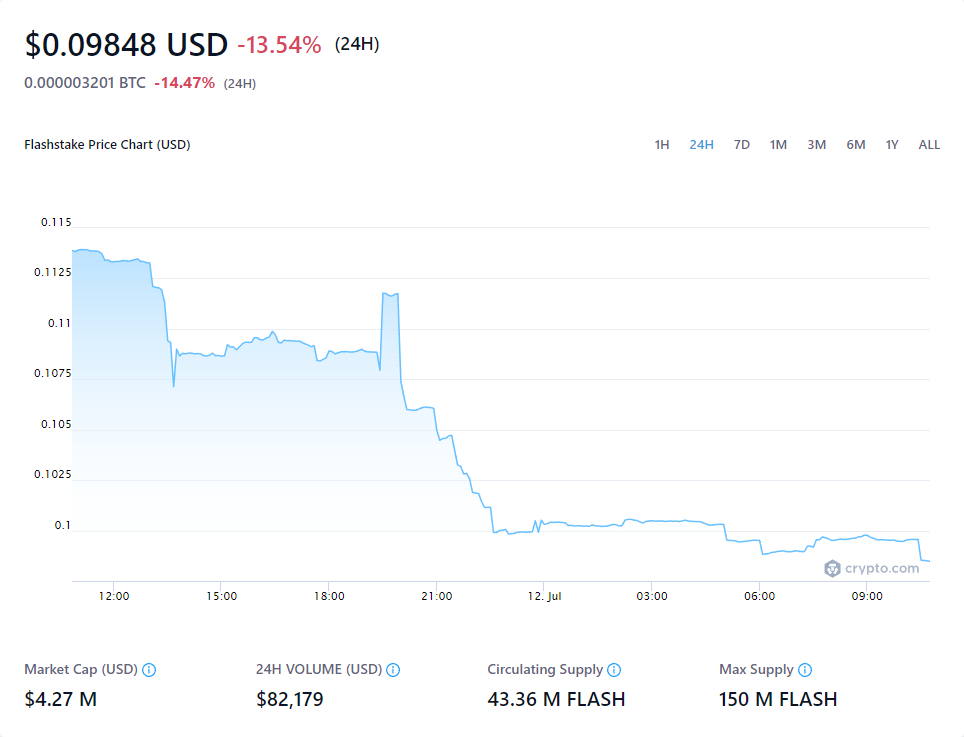 $0.09848 USD -13.54% (24H)
0.000003201 BTC -14.47% (24H)
Flashstake Price Chart (USD) 1H 24H 7D 1M 3M 6M 1Y ALL
0.115
0.1125
0.11
0.1075
0.105
0.1025
0.1
crypto.com
12:00 15:00 18:00 21:00 12. Jul 03:00 06:00 09:00
Market Cap (USD) 24H VOLUME (USD) Circulating Supply Max Supply
$4.27 M $82,179 43.36 M FLASH 150 M FLASH